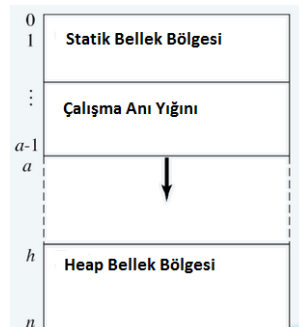 0
1
Statik Bellek Bölgesi
⋮
Çalışma Anı Yığını
a-1
a
h
Heap Bellek Bölgesi
n